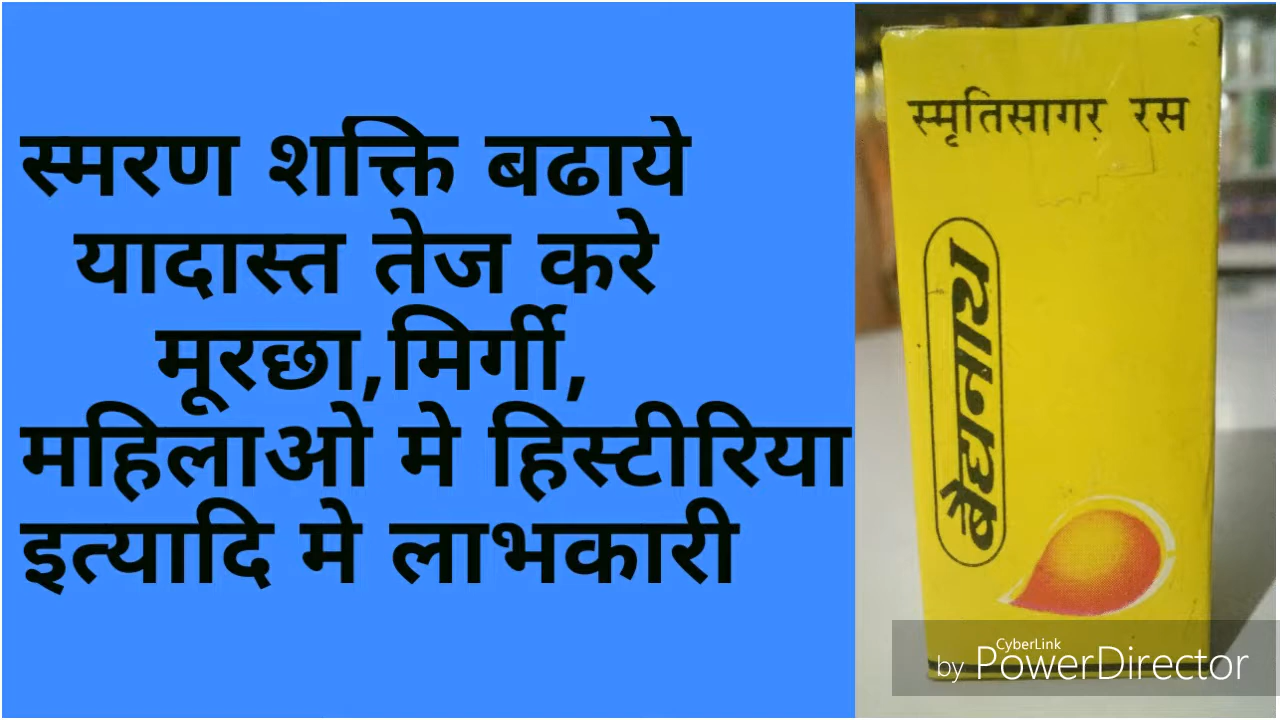 स्मरण शक्ति बढाये
यादास्त तेज करे
मूरछा,मिर्गी,
महिलाओ मे हिस्टीरिया
इत्यादि मे लाभकारी
स्मृतिसागर रस
बैद्यनाथ
CyberLink
by PowerDirector